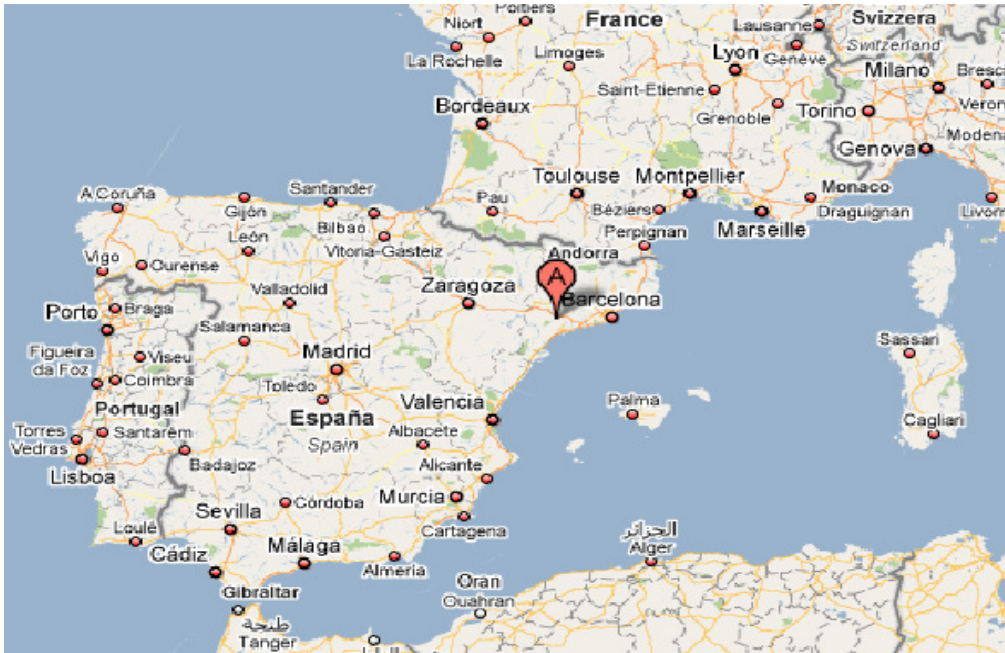 Poitiers
Niort
France
Lausanne
Svizzera
La Rochelle
Limoges
Lyon
Genève
Switzerland
Milano
Saint-Etienne
Bordeaux
Grenoble
Torino
Genova
Toulouse
Montpellier
Monaco
Santander
Pau
Béziers
Draguignan
A Coruña
Gijón
Bilbao
Marseille
León
Vitoria-Gasteiz
Perpignan
Andorra
Vigo
Ourense
A
Valladolid
Zaragoza
Barcelona
Braga
Porto
Salamanca
Figueira
da Foz
Viseu
Madrid
Sassari
Coimbra
Toledo
Portugal
España
Valencia
Palma
Torres
Vedras
Santarém
Spain
Albacete
Cagliari
Lisboa
Badajoz
Alicante
Córdoba
Murcia
Sevilla
Cartagena
Loulé
الجزائر
Alger
Cádiz
Málaga
Almería
Oran
Ouahran
Gibraltar
طنجة
Tanger